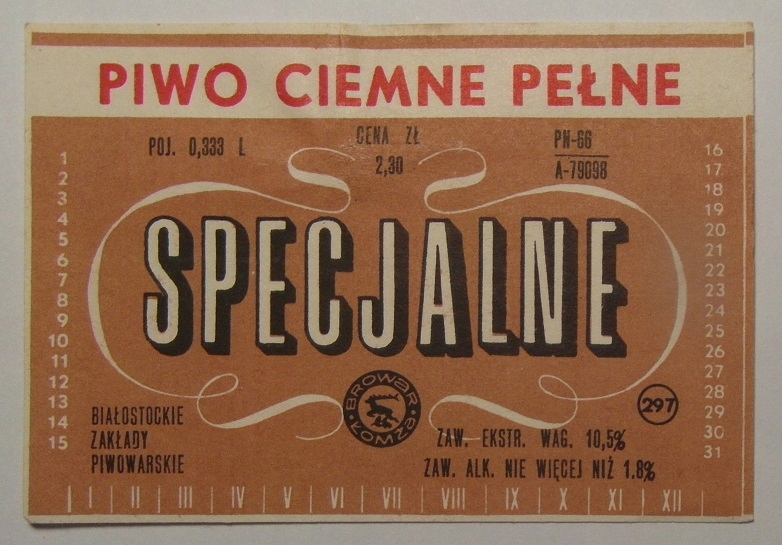 PIWO CIEMNE PEŁNE
POJ. 0,333 L
CENA ZŁ
2,30
PN-66
A-79098
1
2
3
4
5
6
7
8
9
10
11
12
13
14
15
SPECJALNE
16
17
18
19
20
21
22
23
24
25
26
27
28
29
30
31
BROWAR
ŁOMŻA
297
BIAŁOSTOCKIE
ZAKŁADY
PIWOWARSKIE
ZAW. EKSTR. WAG. 10,5%
ZAW. ALK. NIE WIĘCEJ NIŻ 1.8%
I II III IV V VI VII VIII IX X XI XII